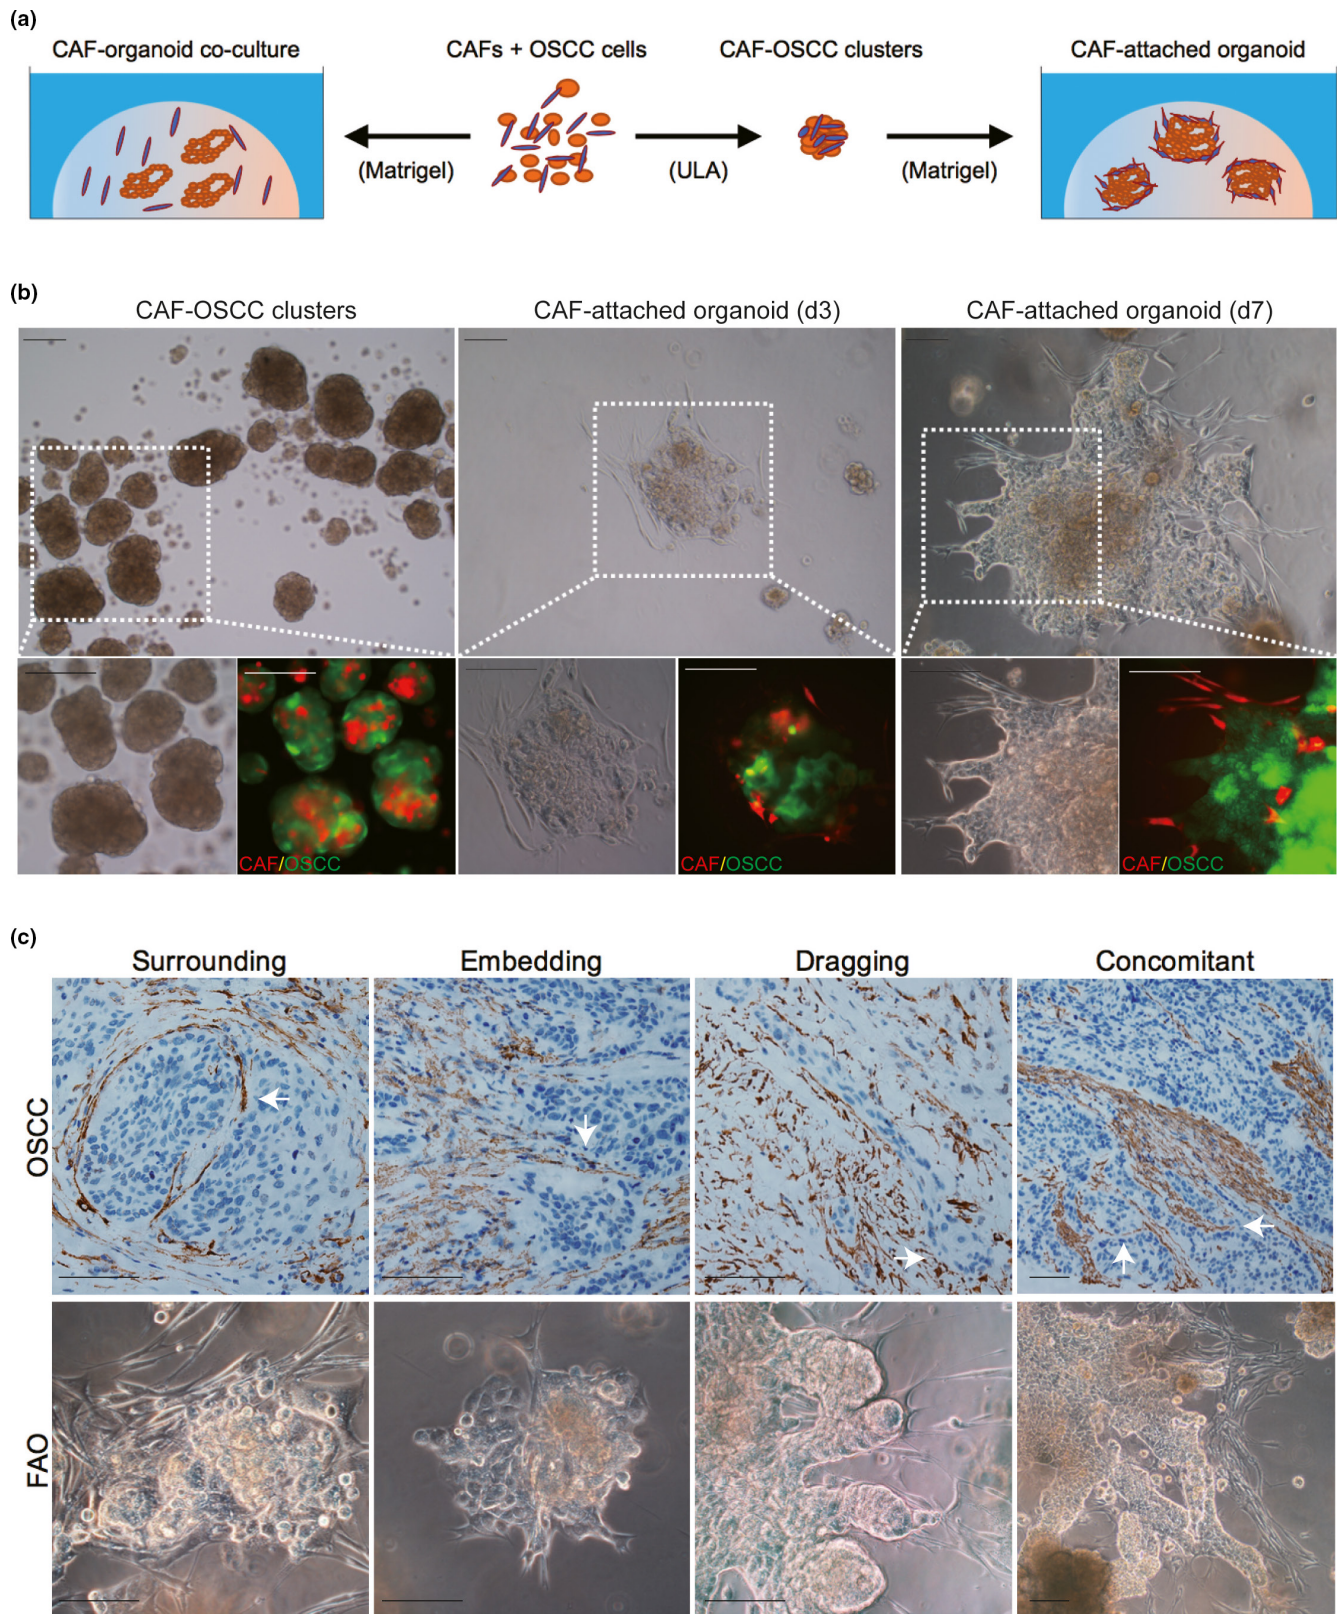 (a)
CAF-organoid co-culture
CAFs + OSCC cells
CAF-OSCC clusters
CAF-attached organoid
(Matrigel)
(ULA)
(Matrigel)
(b)
CAF-OSCC clusters
CAF-attached organoid (d3)
CAF-attached organoid (d7)
CAF/OSCC
CAF/OSCC
CAF/OSCC
(c)
Surrounding
Embedding
Dragging
Concomitant
OSCC
FAO